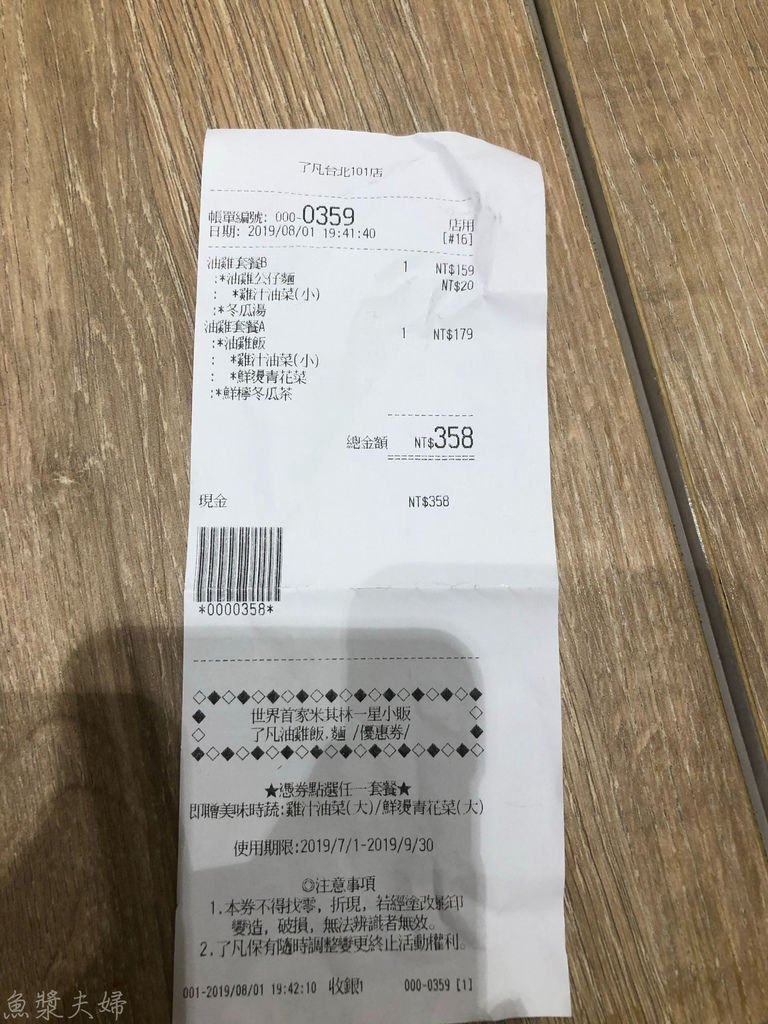 了凡台北101店
帳單編號: 000-0359 店用
日期: 2019/08/01 19:41:40 [#16]
油雞套餐B 1 NT$159
:*油雞公仔麵 NT$20
: *雞汁油菜(小)
:*冬瓜湯
油雞套餐A 1 NT$179
:*油雞飯
: *雞汁油菜(小)
: *鮮燙青花菜
:*鮮檸冬瓜茶
總金額 NT$358
現金 NT$358
*0000358*
世界首家米其林一星小販
了凡油雞飯.麵 /優惠券/
★憑券點選任一套餐★
即贈美味時蔬:雞汁油菜(大)/鮮燙青花菜(大)
使用期限:2019/7/1-2019/9/30
◎注意事項
1.本券不得找零, 折現, 若經塗改影印
變造, 破損, 無法辨識者無效。
2.了凡保有隨時調整變更終止活動權利。
001-2019/08/01 19:42:10 收銀1 000-0359 [1]
魚漿夫婦